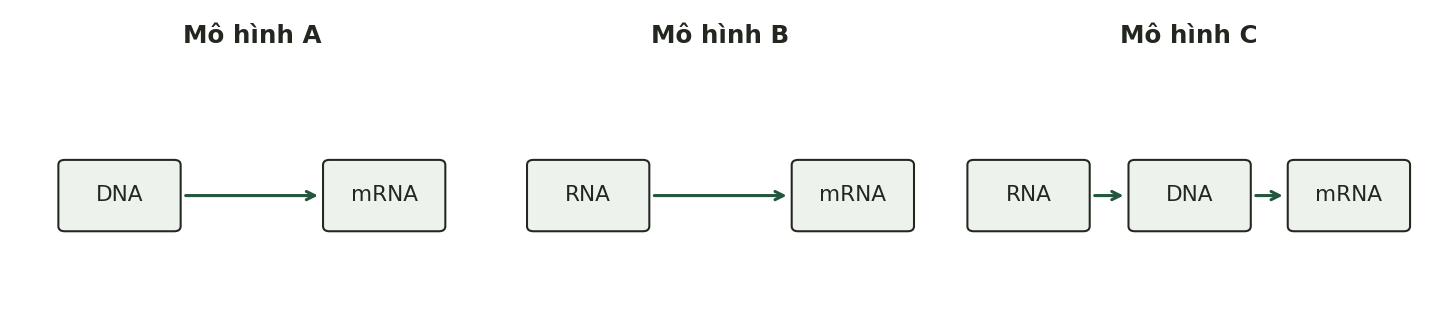 Mô hình A
Mô hình B
Mô hình C
DNA
mRNA
RNA
mRNA
RNA
DNA
mRNA